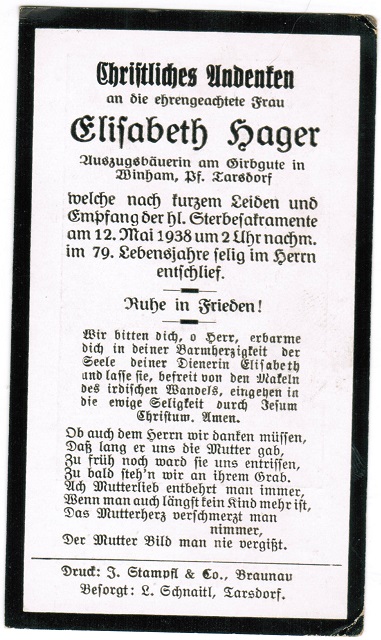 Christliches Andenken
an die ehrengeachtete Frau
Elisabeth Hager
Auszugsbäuerin am Girbgute in
Winham, Pf. Tarsdorf
welche nach kurzem Leiden und
Empfang der hl. Sterbesakramente
am 12. Mai 1938 um 2 Uhr nachm.
im 79. Lebensjahre selig im Herrn
entschlief.
Ruhe in Frieden!
Wir bitten dich, o Herr, erbarme
dich in deiner Barmherzigkeit der
Seele deiner Dienerin Elisabeth
und lasse sie, befreit von den Makeln
des irdischen Wandels, eingehen in
die ewige Seligkeit durch Jesum
Christum. Amen.
Ob auch dem Herrn wir danken müssen,
Daß lang er uns die Mutter gab,
Zu früh noch ward sie uns entrissen,
Zu bald steh'n wir an ihrem Grab.
Ach Mutterlieb entbehrt man immer,
Wenn man auch längst kein Kind mehr ist,
Das Mutterherz verschmerzt man
nimmer,
Der Mutter Bild man nie vergißt.
Druck: J. Stampfl & Co., Braunau
Besorgt: L. Schnaitl, Tarsdorf.